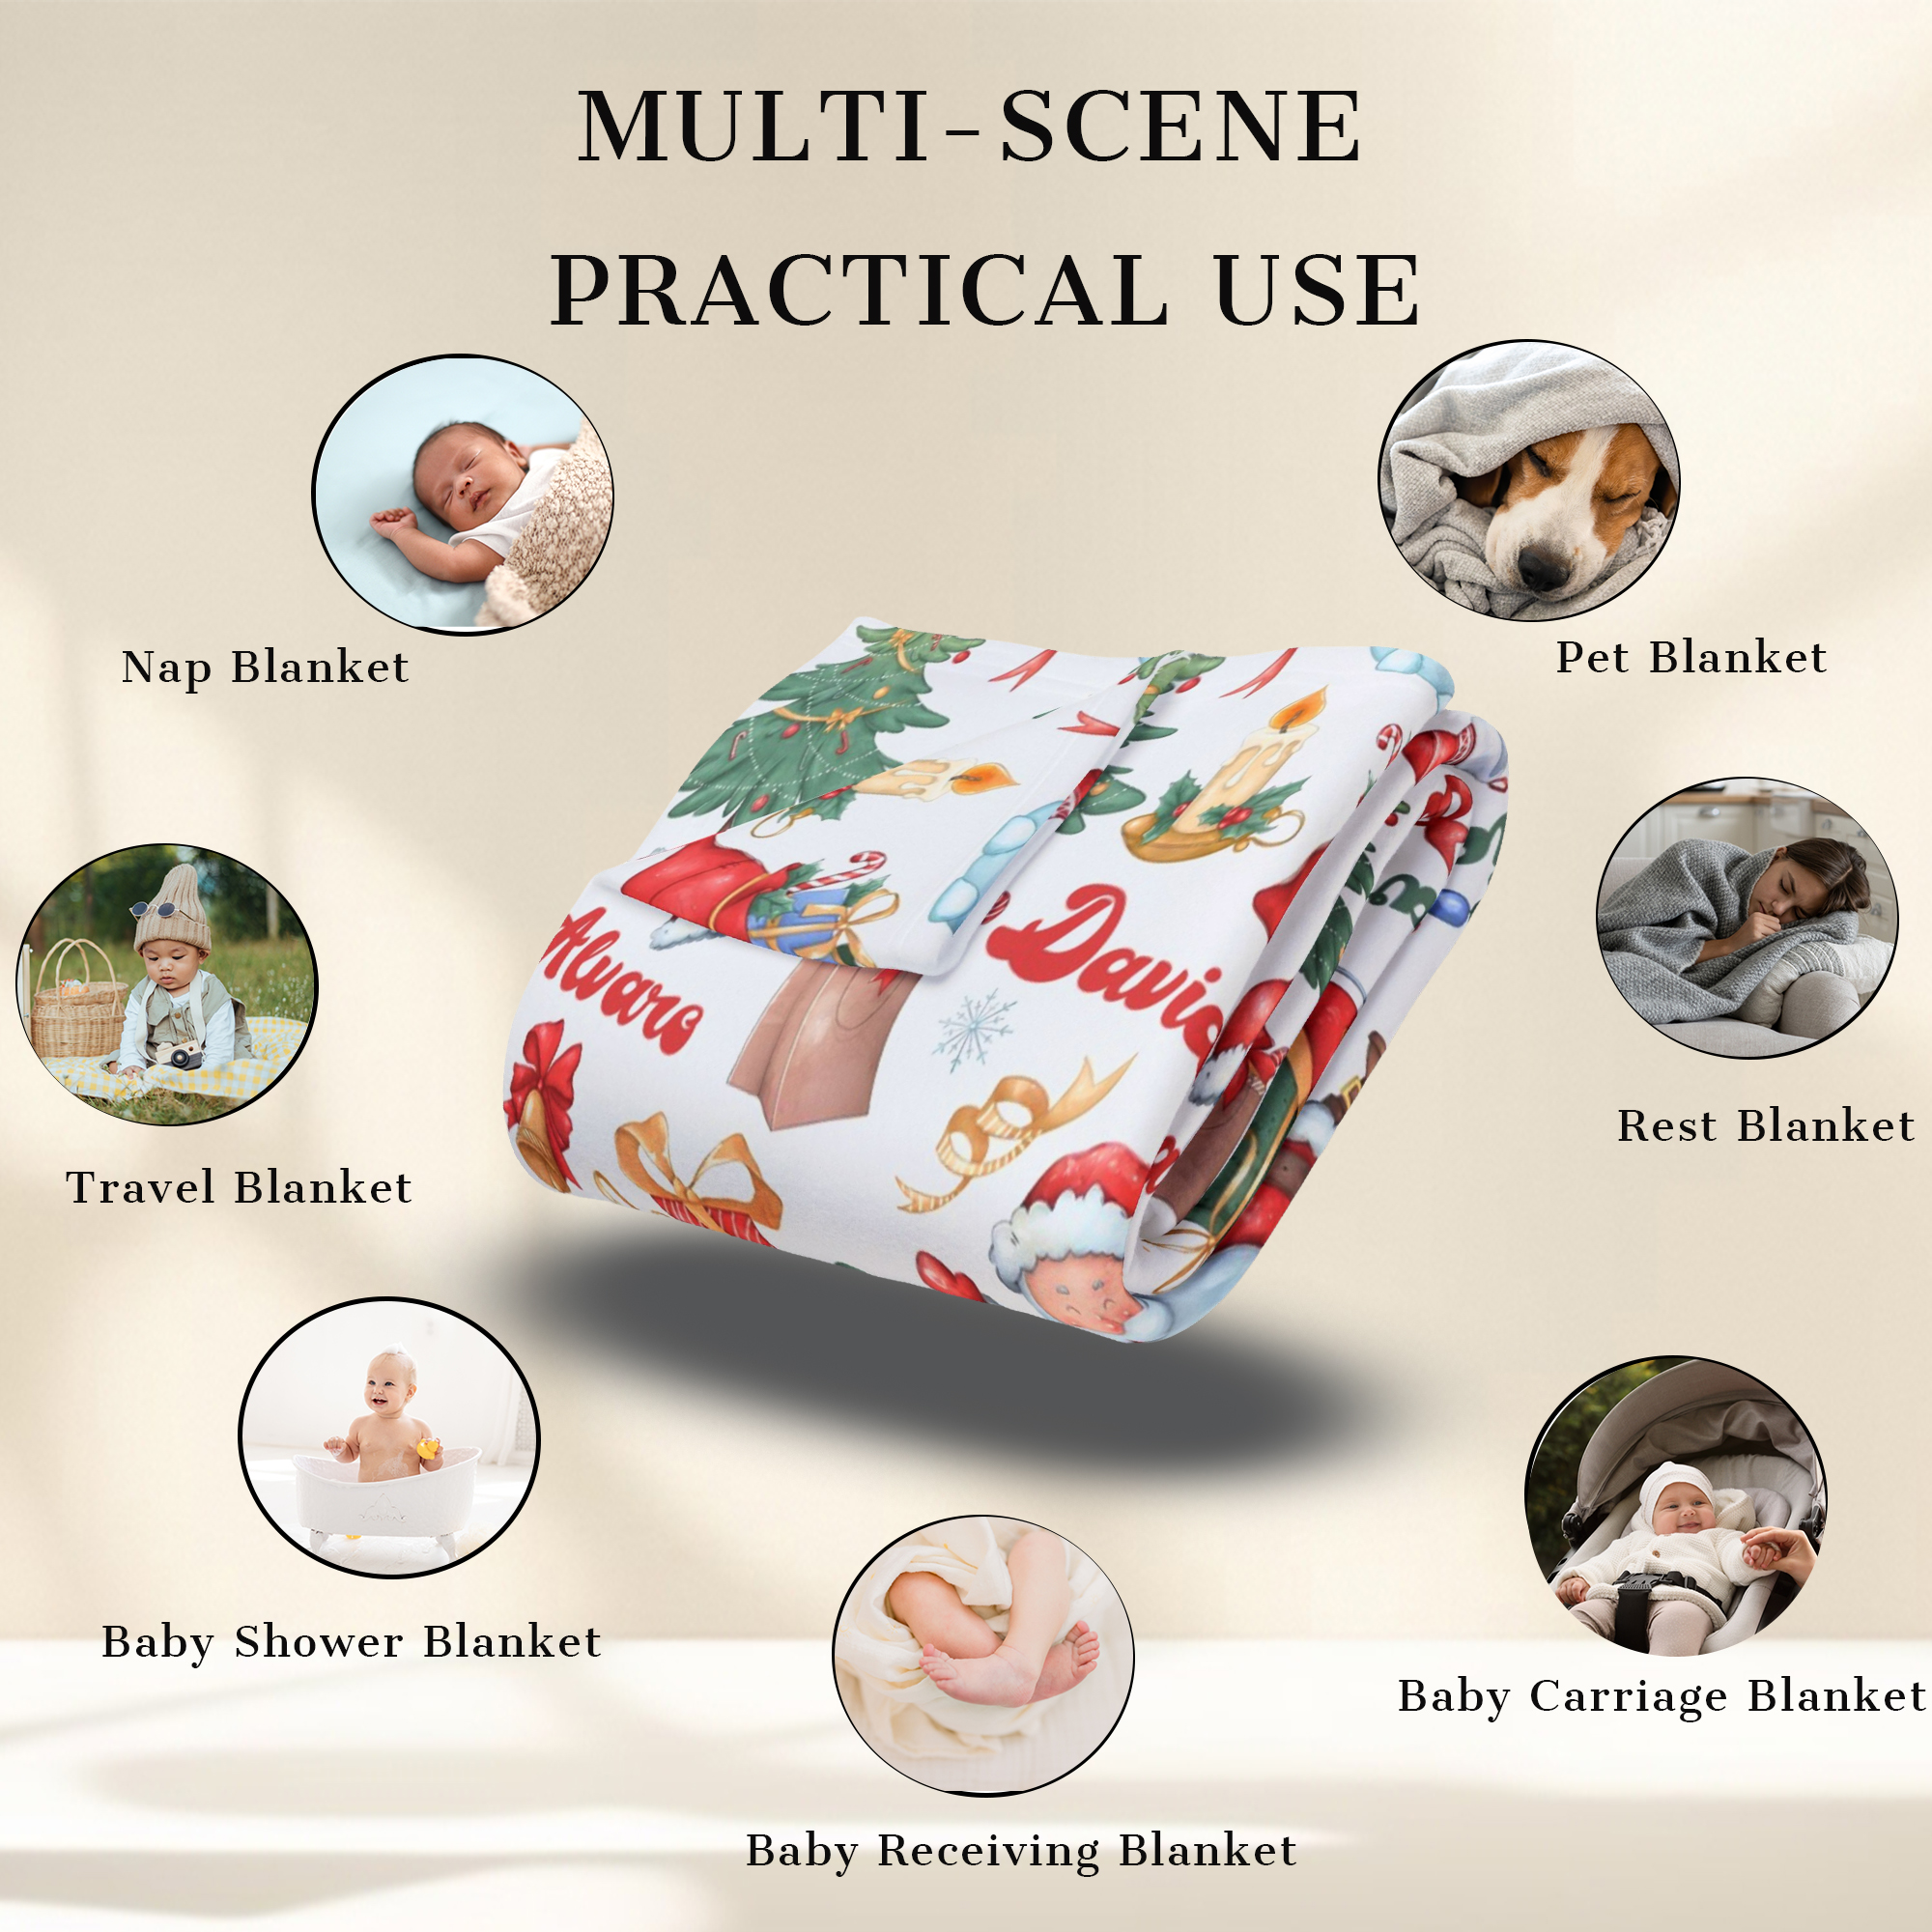 MULTI-SCENE
PRACTICAL USE
Nap Blanket
Pet Blanket
Alvaro
David
Travel Blanket
Rest Blanket
Baby Shower Blanket
Baby Carriage Blanket
Baby Receiving Blanket